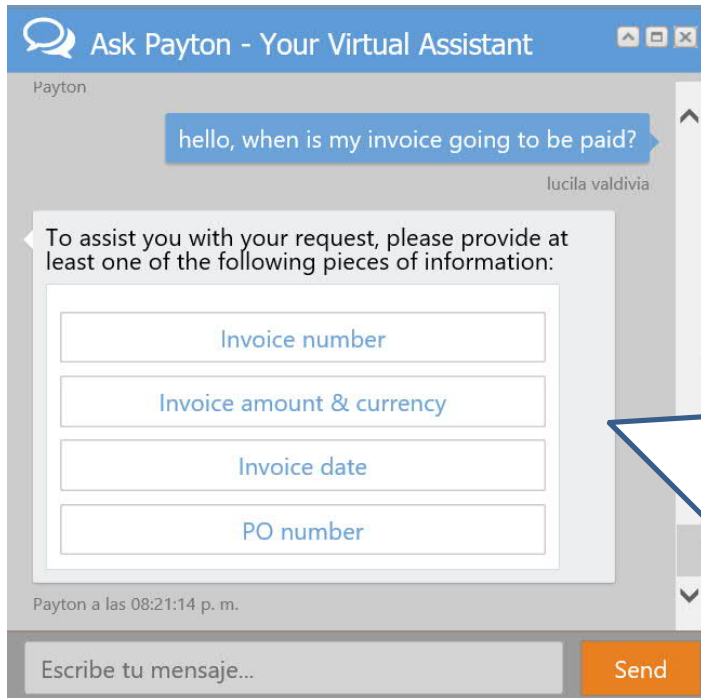 Ask Payton - Your Virtual Assistant
Payton
hello, when is my invoice going to be paid?
lucila valdivia
To assist you with your request, please provide at
least one of the following pieces of information:
Invoice number
Invoice amount & currency
Invoice date
PO number
Payton a las 08:21:14 p. m.
Escribe tu mensaje...
Send